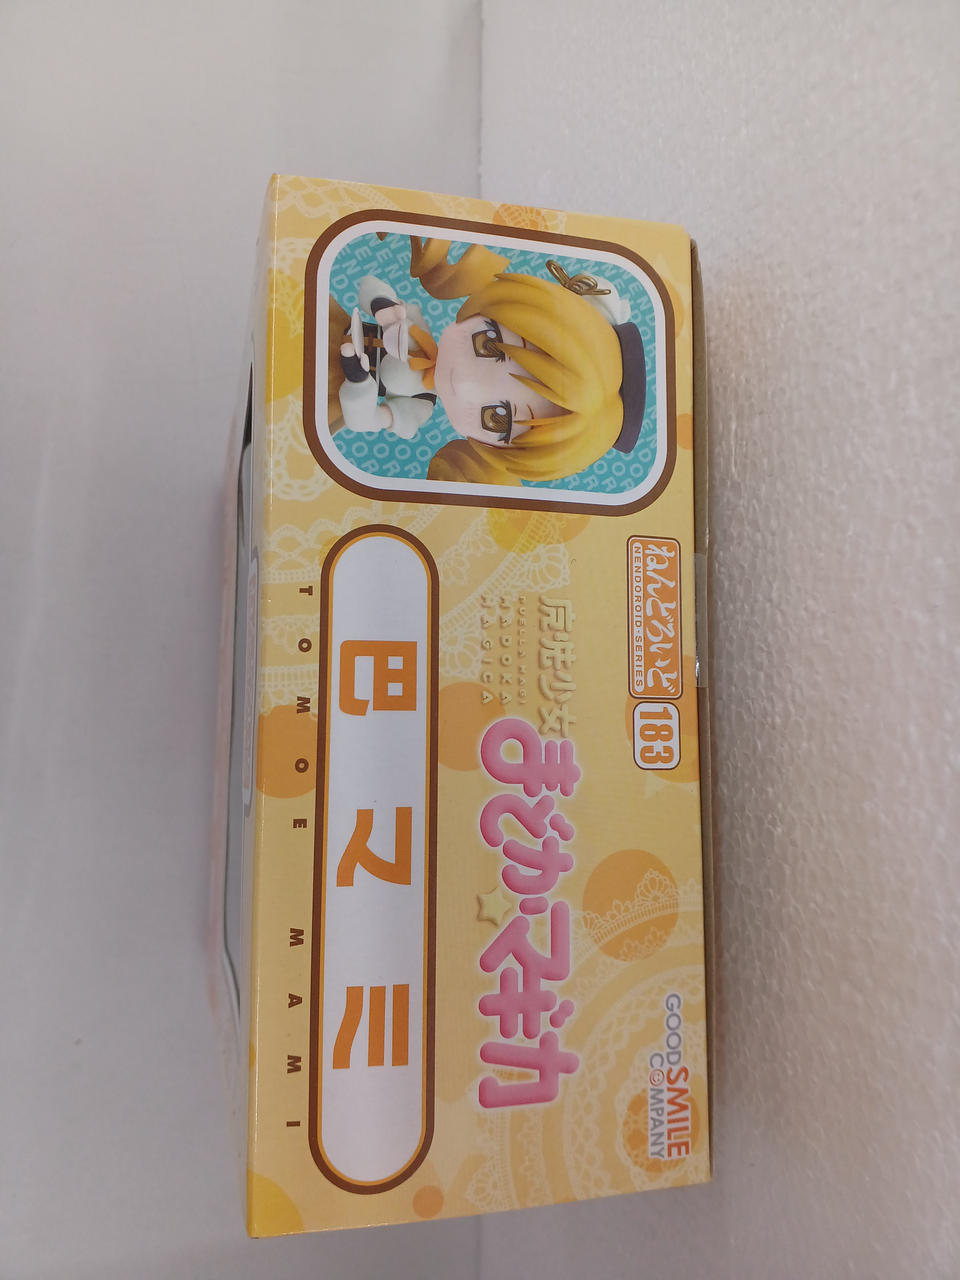 ねんどろいど
NENDOROID·SERIES
183
魔法少女
PUELLA MAGI
MADOKA
MAGICA
まどか☆マギカ
巴マミ
TOMOE MAMI
GOOD SMILE
COMPANY